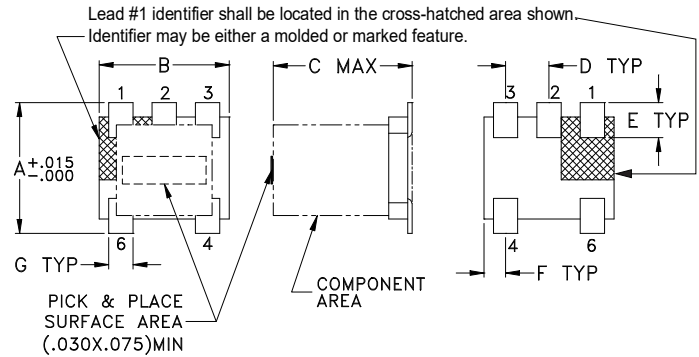 Lead #1 identifier shall be located in the cross-hatched area shown.
Identifier may be either a molded or marked feature.
B
C MAX
D TYP
1 2 3
3 2 1
E TYP
A +.015
-.000
6 4
4 6
G TYP
F TYP
PICK & PLACE
SURFACE AREA
(.030X.075)MIN
COMPONENT
AREA